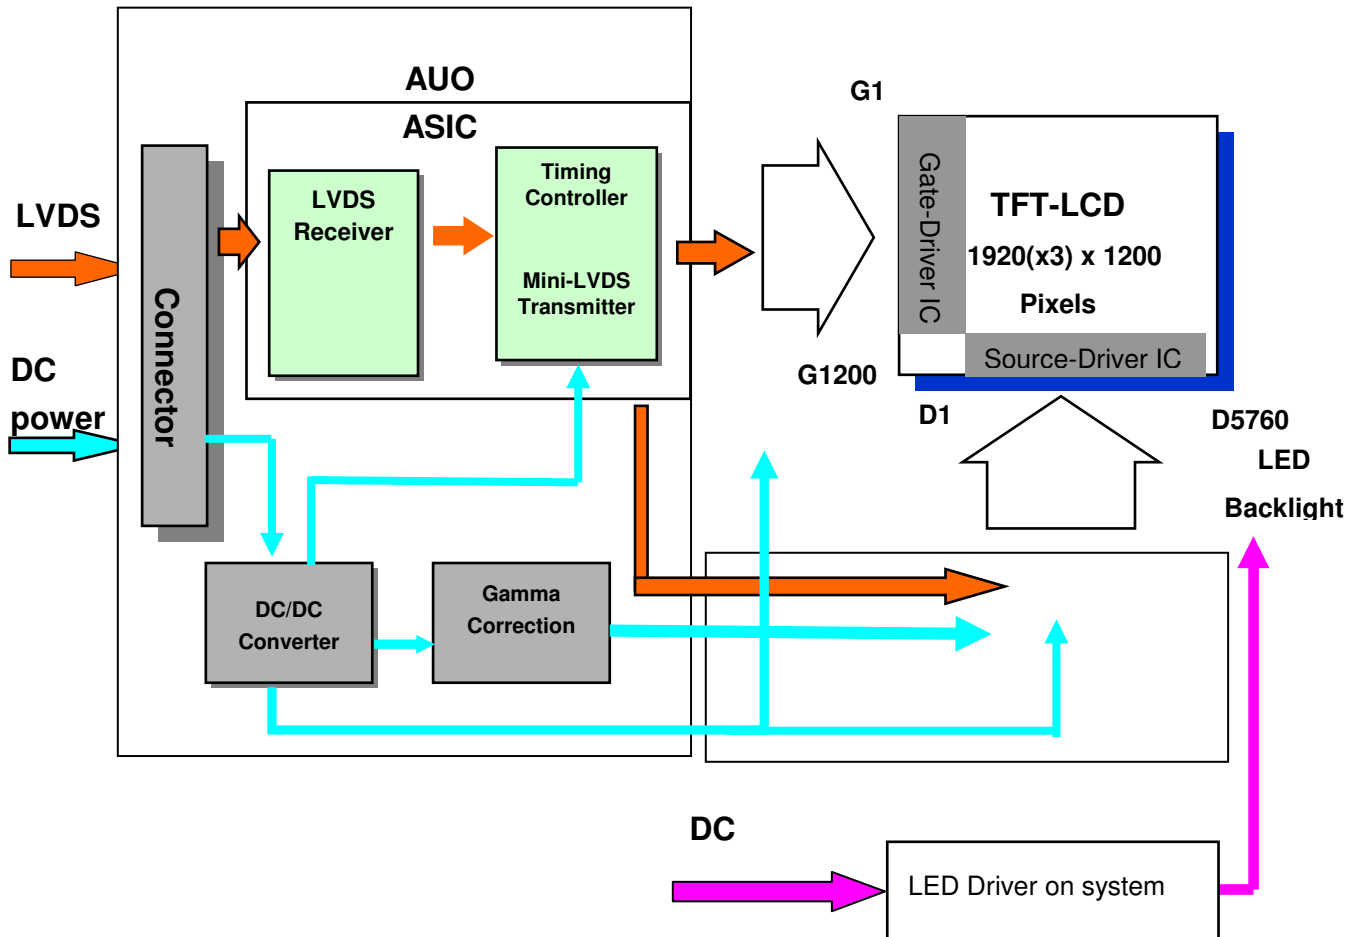 AUO
ASIC
G1
LVDS
DC
power
Connector
LVDS
Receiver
Timing
Controller
Mini-LVDS
Transmitter
Gate-Driver IC
TFT-LCD
1920(x3) x 1200
Pixels
Source-Driver IC
G1200
D1
D5760
LED
Backlight
DC/DC
Converter
Gamma
Correction
DC
LED Driver on system